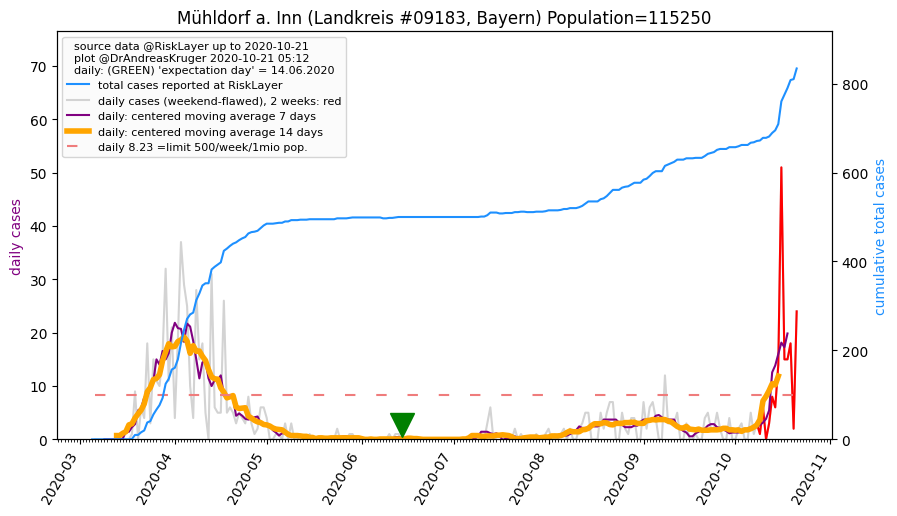 Mühldorf a. Inn (Landkreis #09183, Bayern) Population=115250
source data @RiskLayer up to 2020-10-21
plot @DrAndreasKruger 2020-10-21 05:12
daily: (GREEN) 'expectation day' = 14.06.2020
total cases reported at RiskLayer
daily cases (weekend-flawed), 2 weeks: red
daily: centered moving average 7 days
daily: centered moving average 14 days
daily 8.23 =limit 500/week/1mio pop.
daily cases
70
60
50
40
30
20
10
0
cumulative total cases
800
600
400
200
0
2020-03
2020-04
2020-05
2020-06
2020-07
2020-08
2020-09
2020-10
2020-11